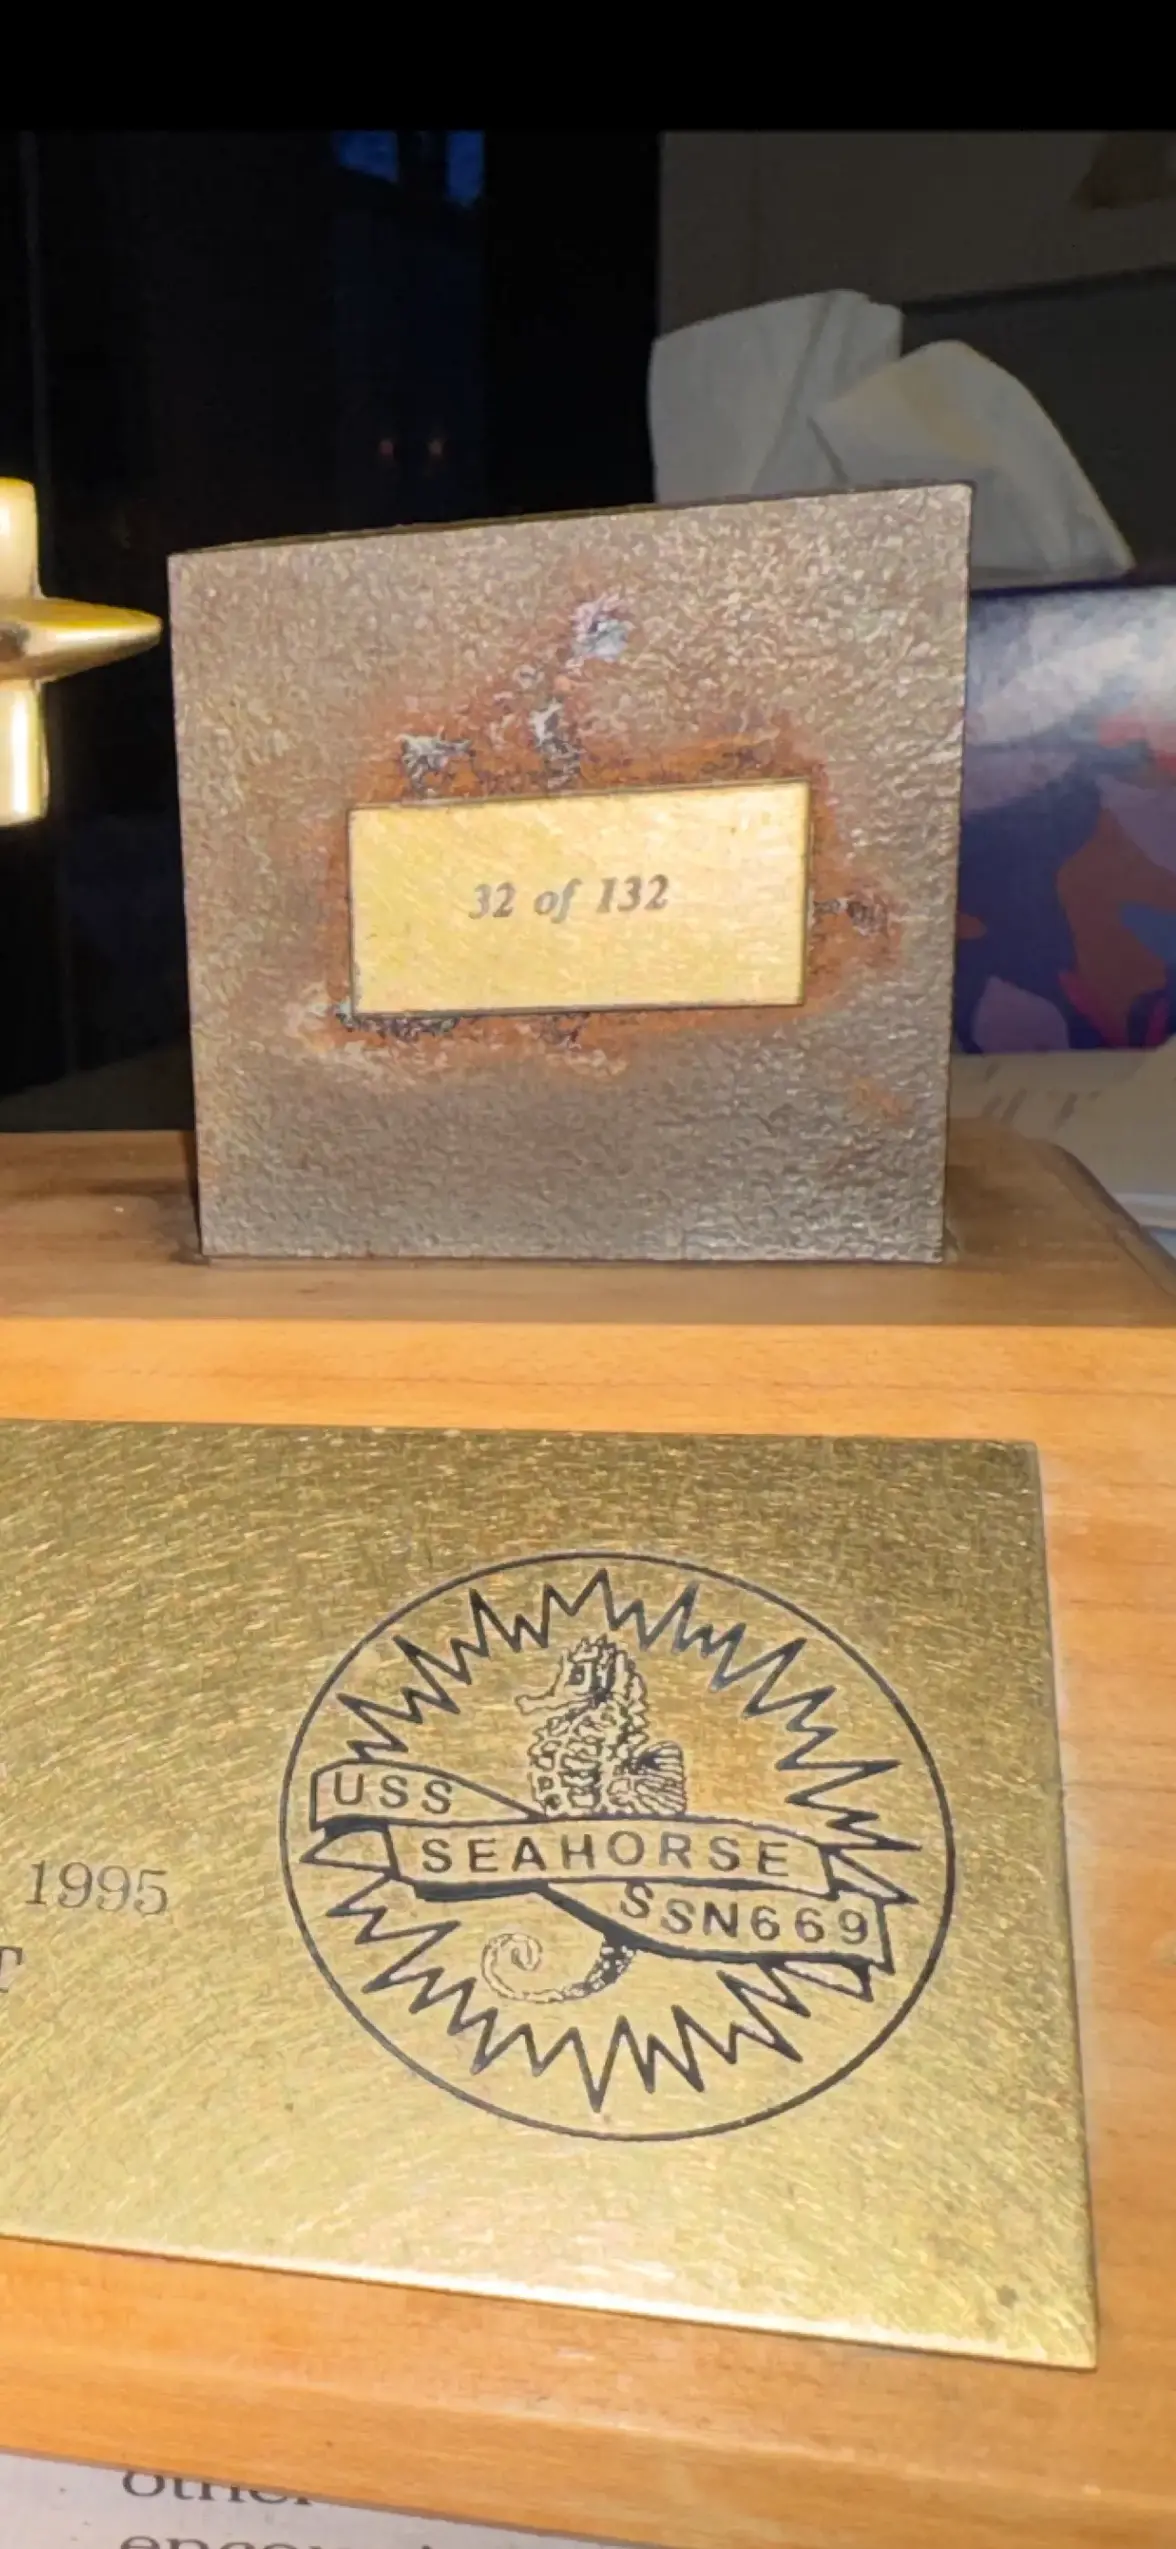 32 of 132
USS
SEAHORSE
SSN669
1995
T